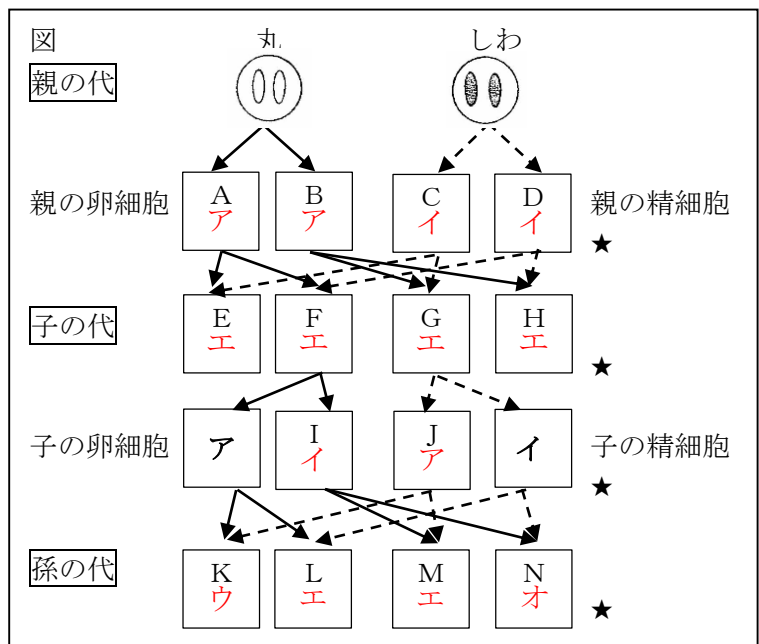 図 丸 しわ
親の代
親の卵細胞 A B C D 親の精細胞
ア ア イ イ
★
子の代 E F G H
エ エ エ エ
★
子の卵細胞 ア I J イ 子の精細胞
イ ア
★
孫の代 K L M N
ウ エ エ オ
★